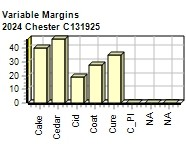 Variable Margins
2024 Chester C131925
40
30
20
10
0
Cake
Cedar
Cid
Coat
Cure
C_PI
NA
NA